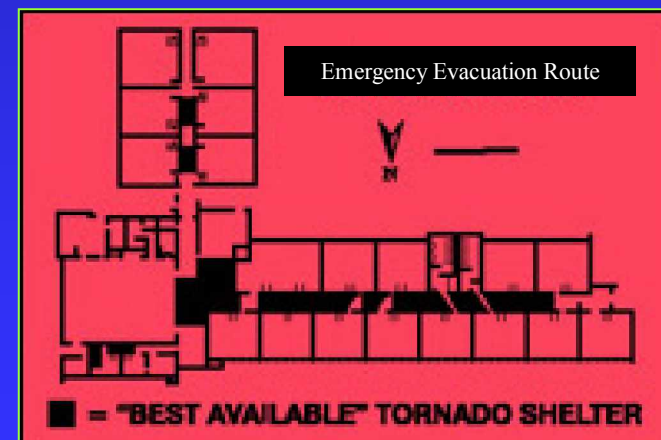 Emergency Evacuation Route
N
= "BEST AVAILABLE" TORNADO SHELTER